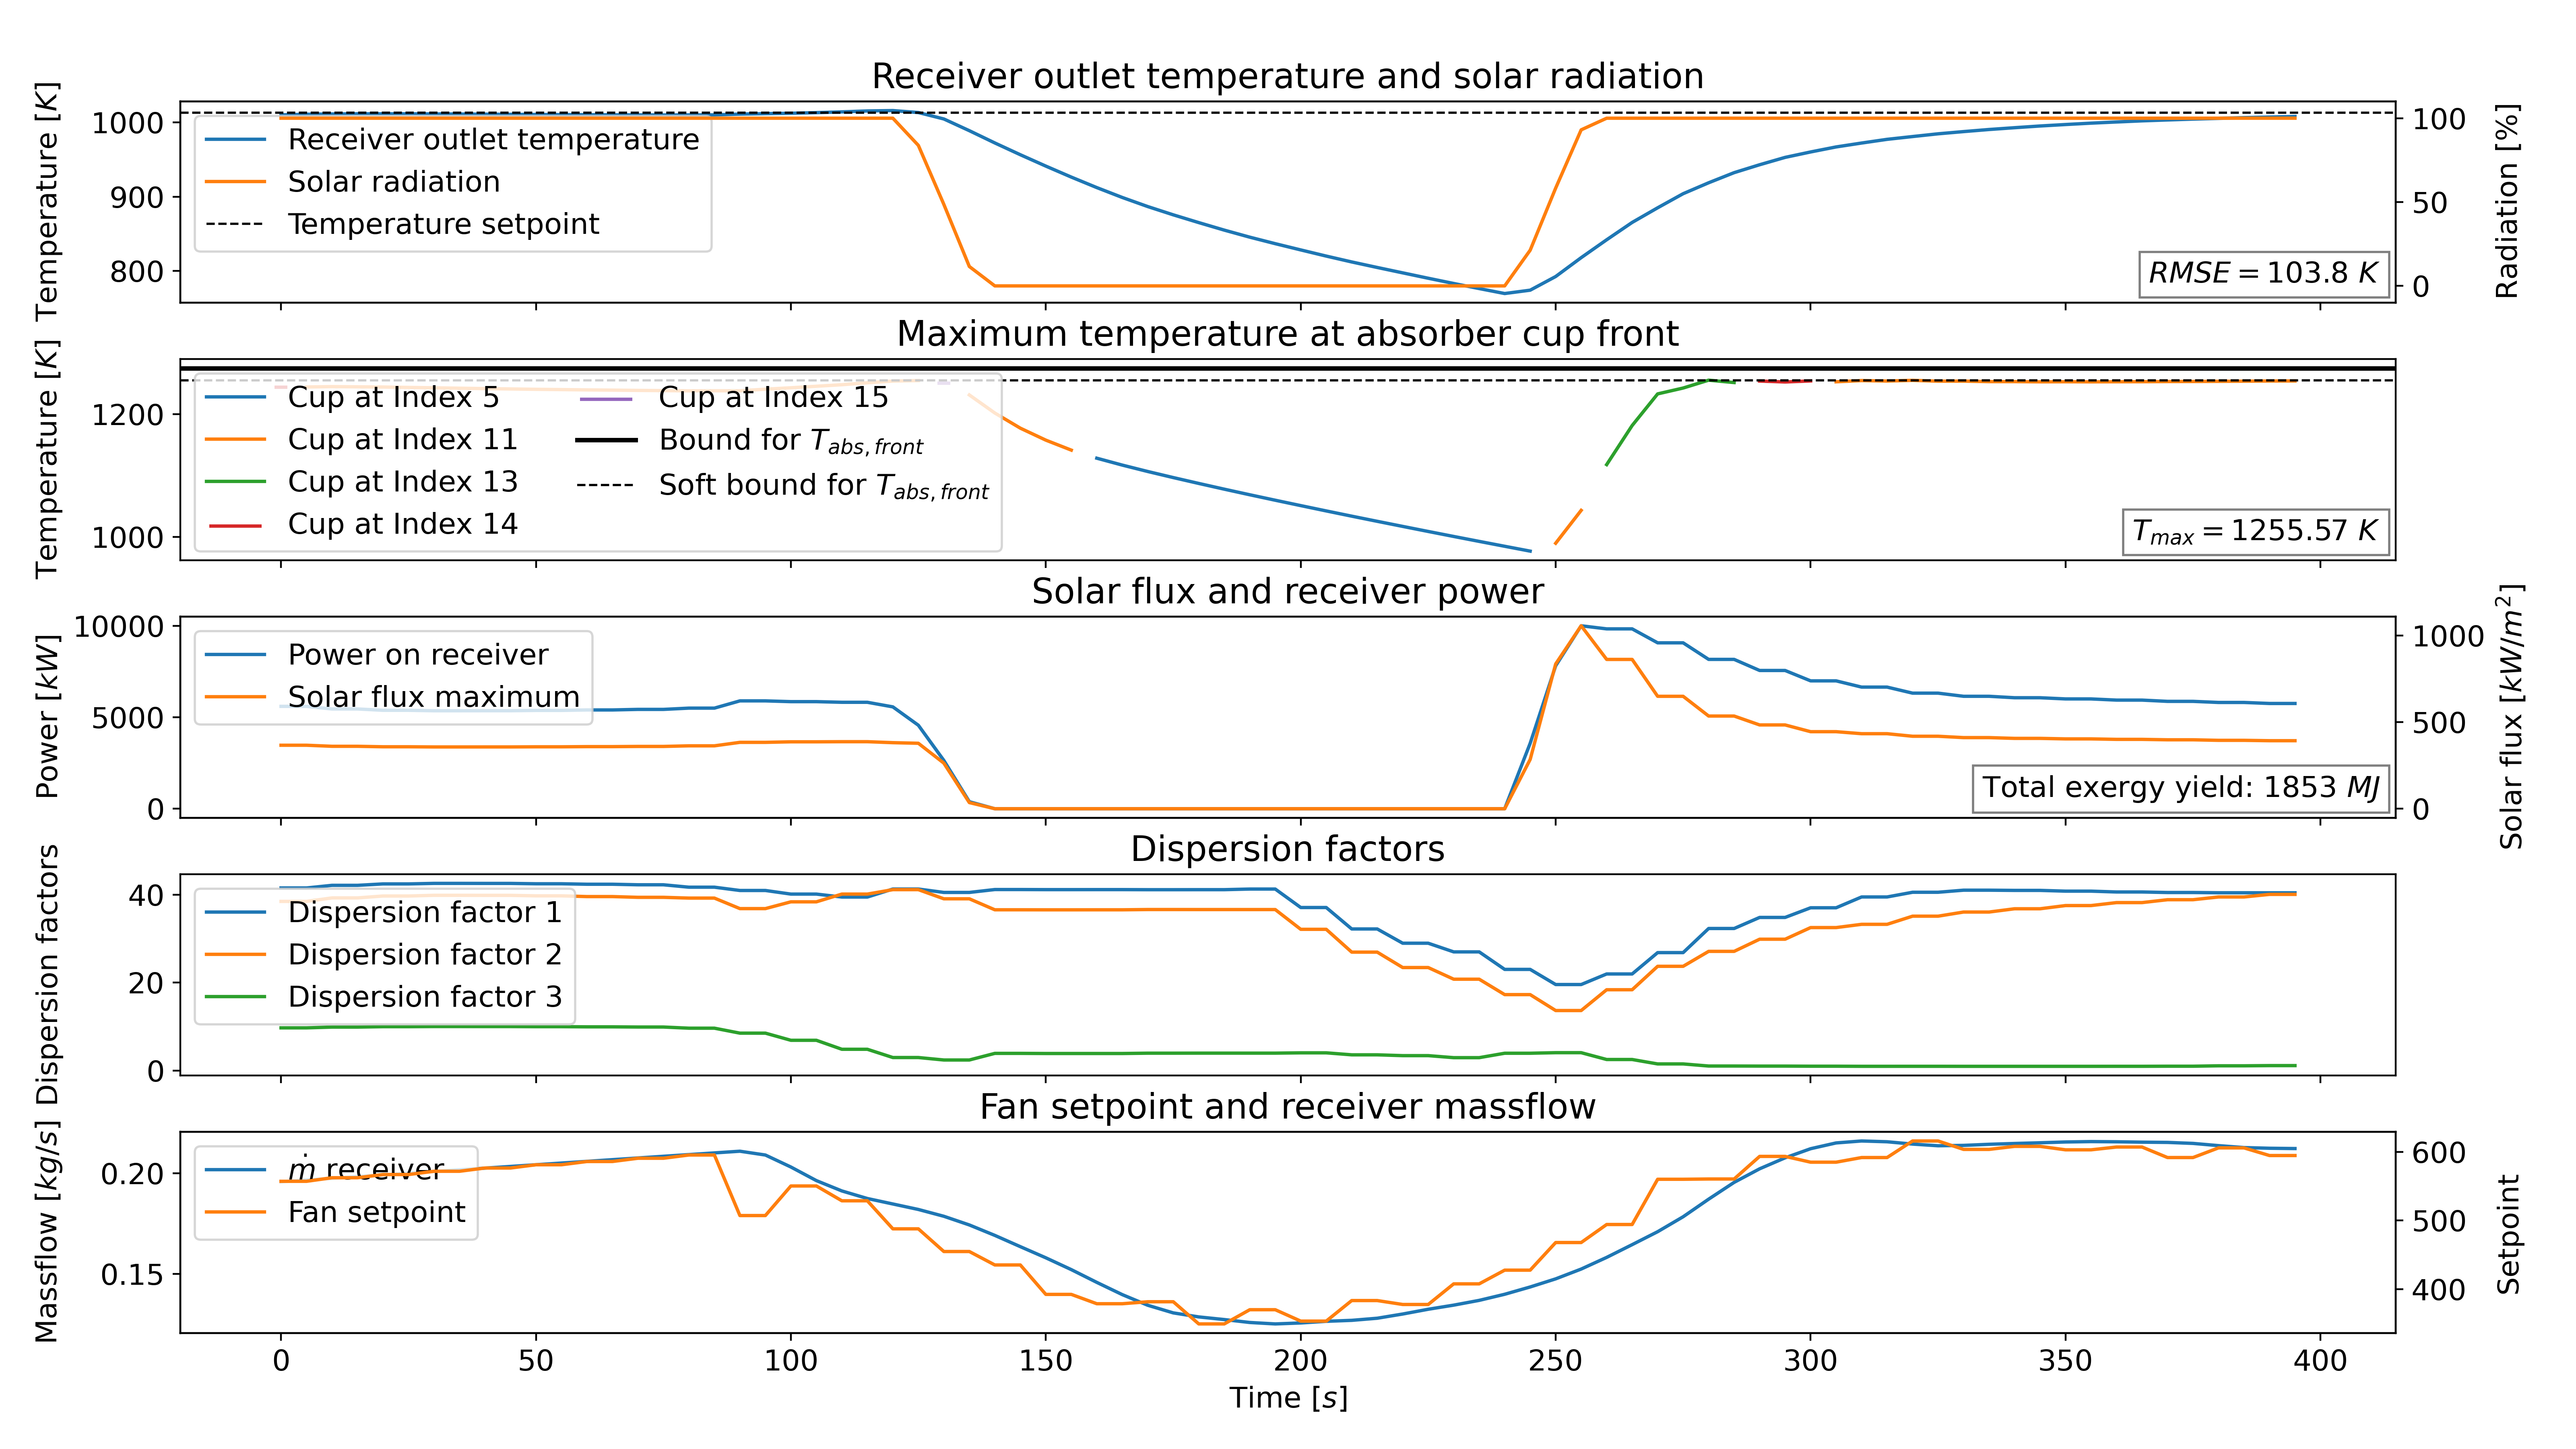 Receiver outlet temperature and solar radiation
Temperature [K]
1000
900
800
Receiver outlet temperature
Solar radiation
Temperature setpoint
RMSE = 103.8 K
100
50
0
Radiation [%]
Maximum temperature at absorber cup front
Temperature [K]
1200
1000
Cup at Index 5
Cup at Index 11
Cup at Index 13
Cup at Index 14
Cup at Index 15
Bound for T_{abs,front}
Soft bound for T_{abs,front}
T_{max} = 1255.57 K
Solar flux and receiver power
Power [kW]
10000
5000
0
Power on receiver
Solar flux maximum
Total exergy yield: 1853 MJ
1000
500
0
Solar flux [kW/m²]
Dispersion factors
Dispersion factors
40
20
0
Dispersion factor 1
Dispersion factor 2
Dispersion factor 3
Fan setpoint and receiver massflow
Massflow [kg/s]
0.20
0.15
ṁ receiver
Fan setpoint
600
500
400
Setpoint
0 50 100 150 200 250 300 350 400
Time [s]